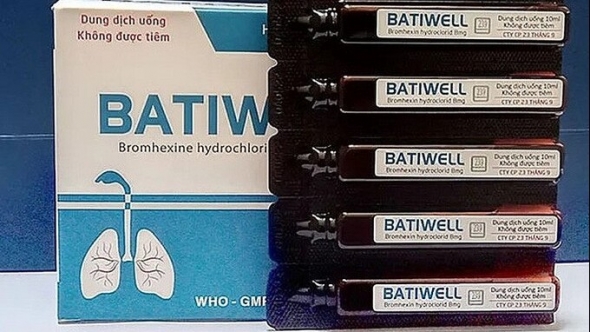 Dung dịch uống
Không được tiêm
H
BATIW
Bromhexine hydrochlori
WHO - GMP
BATIWELL
Bromhexin hydroclorid 8mg
Dung dịch uống 10ml
Không được tiêm
CTY CP 23 THÁNG 9
BATIWELL
Bromhexin hydroclorid 8mg
Dung dịch uống 10ml
Không được tiêm
CTY CP 23 THÁNG 9
BATIWELL
Bromhexin hydroclorid 8mg
Dung dịch uống 10ml
Không được tiêm
CTY CP 23 THÁNG 9
BATIWELL
Bromhexin hydroclorid 8mg
Dung dịch uống 10ml
Không được tiêm
CTY CP 23 THÁNG 9
BATIWELL
Bromhexin hydroclorid 8mg
Dung dịch uống 10ml
Không được tiêm
CTY CP 23 THÁNG 9